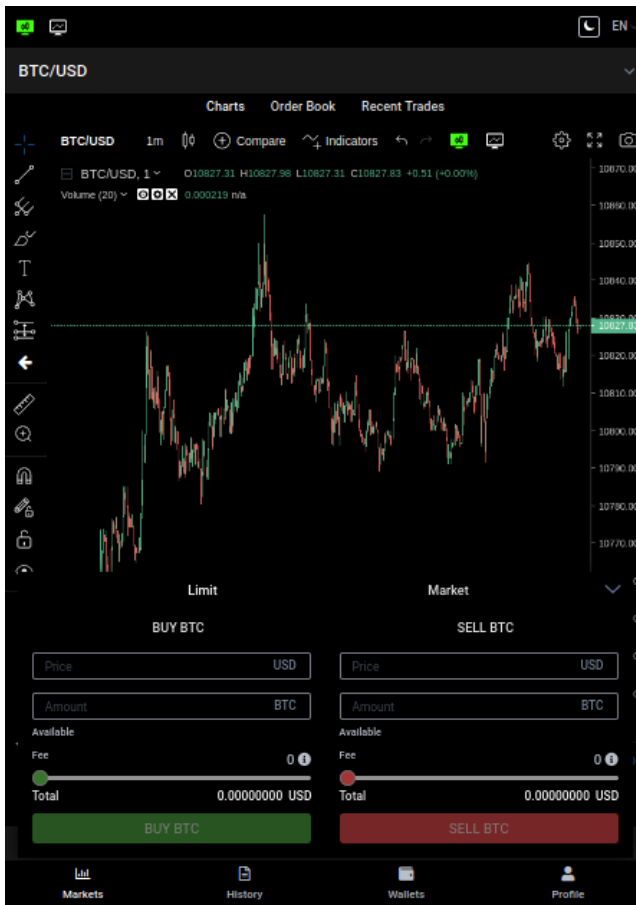 EN
BTC/USD
Charts Order Book Recent Trades
BTC/USD 1m Compare Indicators
BTC/USD, 1 O10827.31 H10827.98 L10827.31 C10827.83 +0.51 (+0.00%)
Volume (20) 0.000219 n/a
10870.00
10860.00
10850.00
10840.00
10830.00
10827.83
10820.00
10810.00
10800.00
10790.00
10780.00
10770.00
Limit Market
BUY BTC SELL BTC
Price USD Price USD
Amount BTC Amount BTC
Available Available
Fee 0 Fee 0
Total 0.00000000 USD Total 0.00000000 USD
BUY BTC SELL BTC
Markets History Wallets Profile